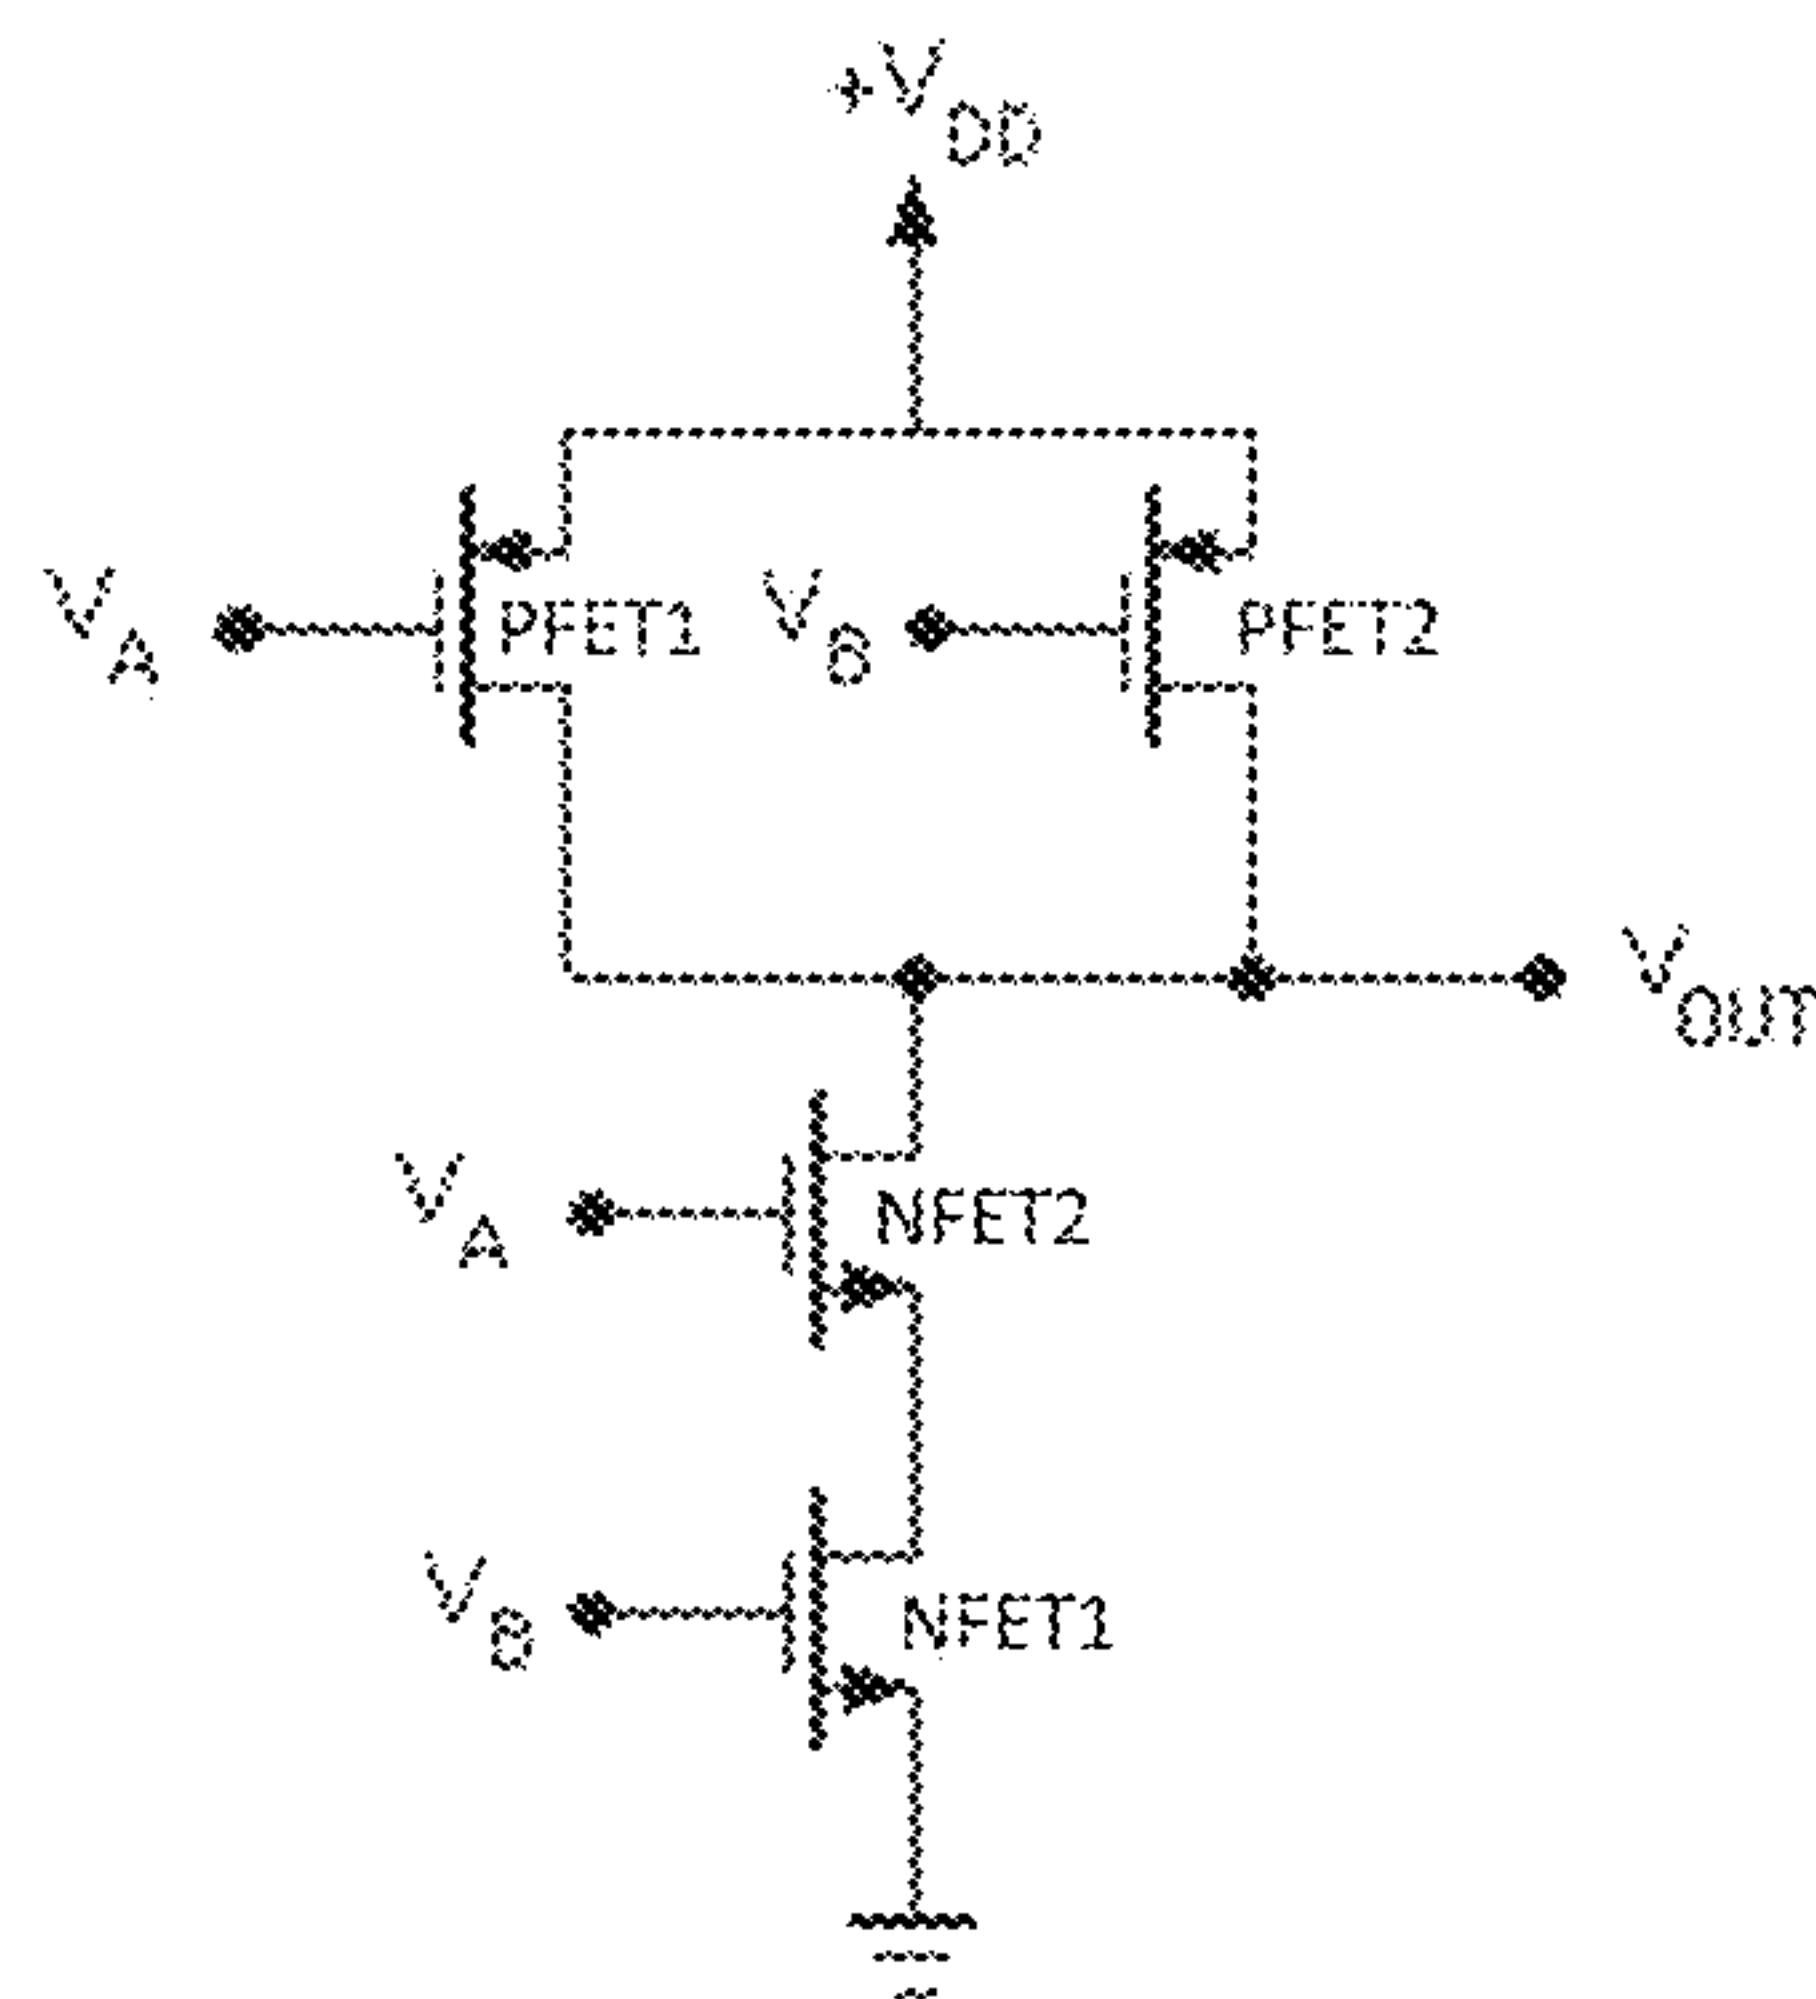 +VDD
VA
PFET1
VB
PFET2
VOUT
VA
NFET2
VB
NFET1